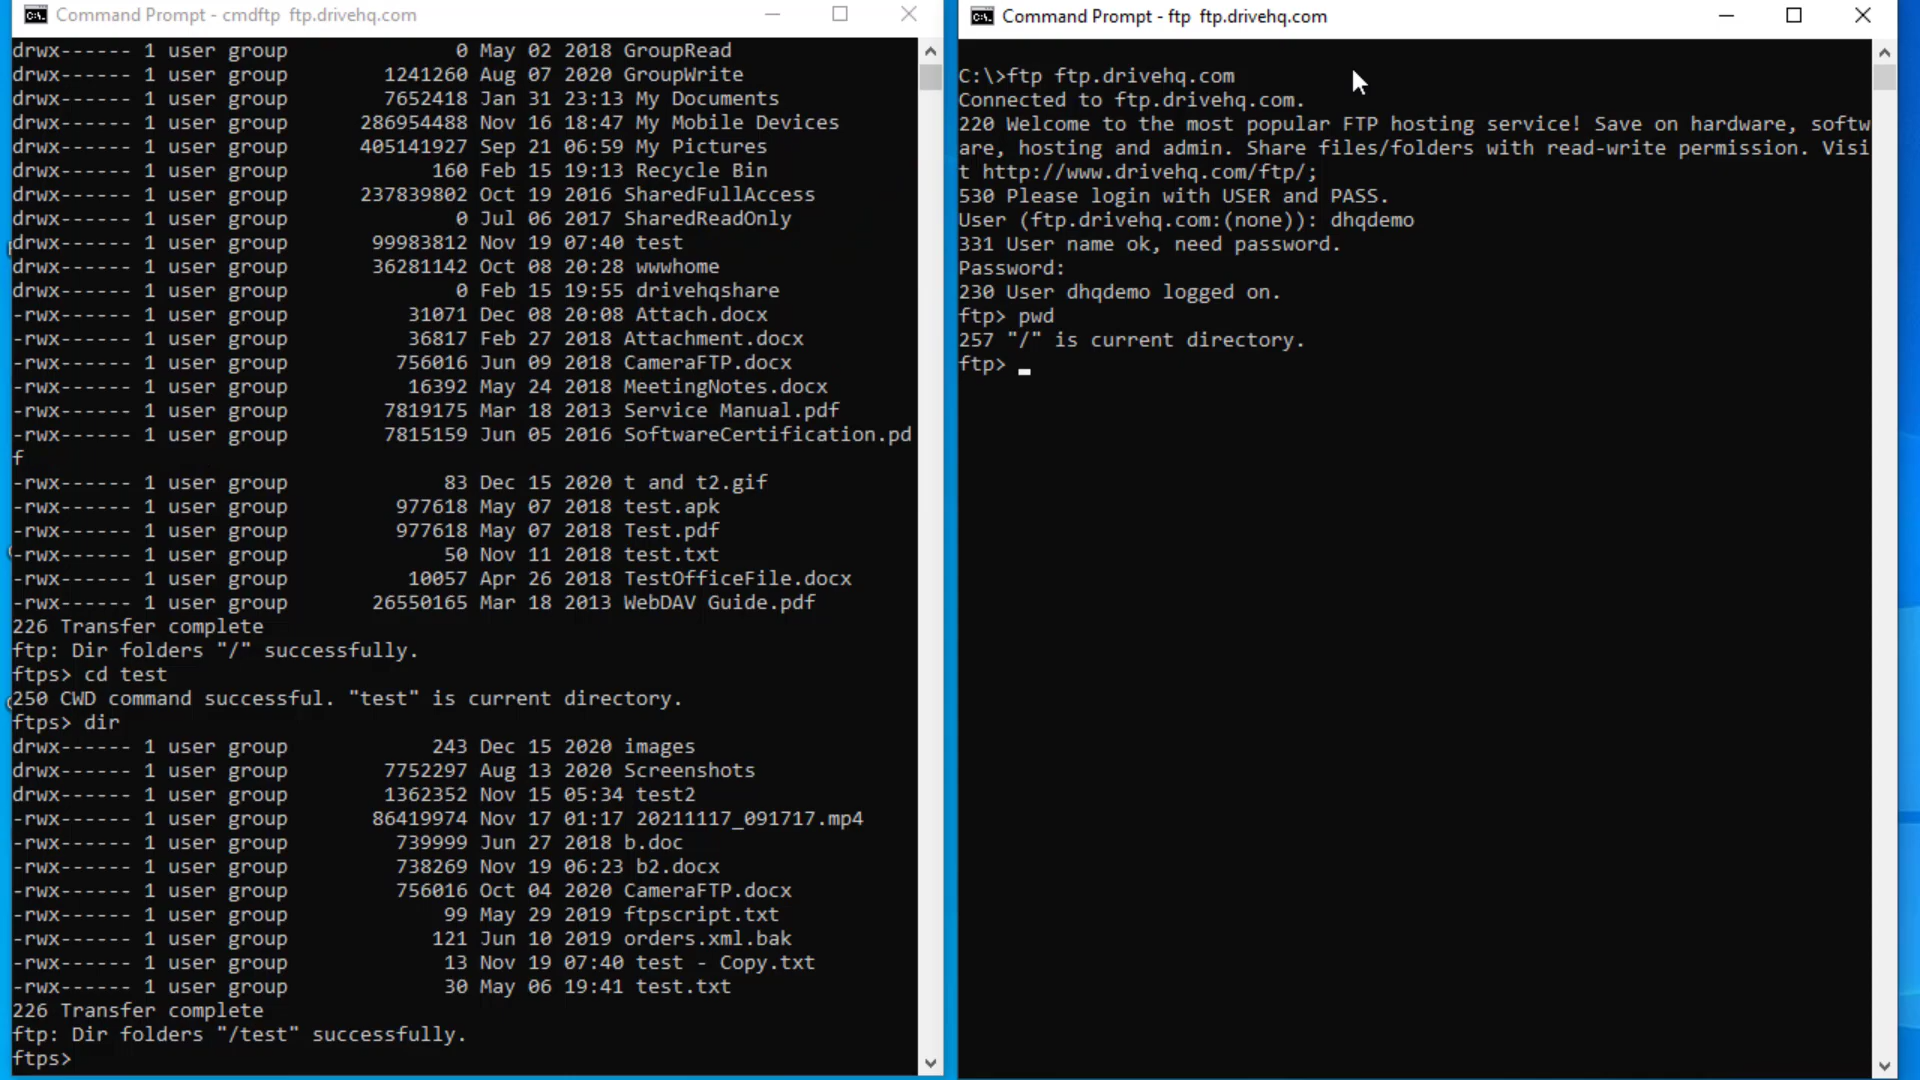 Command Prompt - cmdftp  ftp.drivehq.com
drwx------ 1 user group              0 May 02 2018 GroupRead
drwx------ 1 user group        1241260 Aug 07 2020 GroupWrite
drwx------ 1 user group        7652418 Jan 31 23:13 My Documents
drwx------ 1 user group      286954488 Nov 16 18:47 My Mobile Devices
drwx------ 1 user group      405141927 Sep 21 06:59 My Pictures
drwx------ 1 user group            160 Feb 15 19:13 Recycle Bin
drwx------ 1 user group      237839802 Oct 19 2016 SharedFullAccess
drwx------ 1 user group              0 Jul 06 2017 SharedReadOnly
drwx------ 1 user group       99983812 Nov 19 07:40 test
drwx------ 1 user group       36281142 Oct 08 20:28 wwwhome
drwx------ 1 user group              0 Feb 15 19:55 drivehqshare
-rwx------ 1 user group          31071 Dec 08 20:08 Attach.docx
-rwx------ 1 user group          36817 Feb 27 2018 Attachment.docx
-rwx------ 1 user group         756016 Jun 09 2018 CameraFTP.docx
-rwx------ 1 user group          16392 May 24 2018 MeetingNotes.docx
-rwx------ 1 user group        7819175 Mar 18 2013 Service Manual.pdf
-rwx------ 1 user group        7815159 Jun 05 2016 SoftwareCertification.pd
f
-rwx------ 1 user group             83 Dec 15 2020 t and t2.gif
-rwx------ 1 user group         977618 May 07 2018 test.apk
-rwx------ 1 user group         977618 May 07 2018 Test.pdf
-rwx------ 1 user group             50 Nov 11 2018 test.txt
-rwx------ 1 user group          10057 Apr 26 2018 TestOfficeFile.docx
-rwx------ 1 user group       26550165 Mar 18 2013 WebDAV Guide.pdf
226 Transfer complete
ftp: Dir folders "/" successfully.
ftps> cd test
250 CWD command successful. "test" is current directory.
ftps> dir
drwx------ 1 user group            243 Dec 15 2020 images
drwx------ 1 user group        7752297 Aug 13 2020 Screenshots
drwx------ 1 user group        1362352 Nov 15 05:34 test2
-rwx------ 1 user group       86419974 Nov 17 01:17 20211117_091717.mp4
-rwx------ 1 user group         739999 Jun 27 2018 b.doc
-rwx------ 1 user group         738269 Nov 19 06:23 b2.docx
-rwx------ 1 user group         756016 Oct 04 2020 CameraFTP.docx
-rwx------ 1 user group             99 May 29 2019 ftpscript.txt
-rwx------ 1 user group            121 Jun 10 2019 orders.xml.bak
-rwx------ 1 user group             13 Nov 19 07:40 test - Copy.txt
-rwx------ 1 user group             30 May 06 19:41 test.txt
226 Transfer complete
ftp: Dir folders "/test" successfully.
ftps>
Command Prompt - ftp  ftp.drivehq.com
C:\>ftp ftp.drivehq.com
Connected to ftp.drivehq.com.
220 Welcome to the most popular FTP hosting service! Save on hardware, softw
are, hosting and admin. Share files/folders with read-write permission. Visi
t http://www.drivehq.com/ftp/;
530 Please login with USER and PASS.
User (ftp.drivehq.com:(none)): dhqdemo
331 User name ok, need password.
Password:
230 User dhqdemo logged on.
ftp> pwd
257 "/" is current directory.
ftp> _